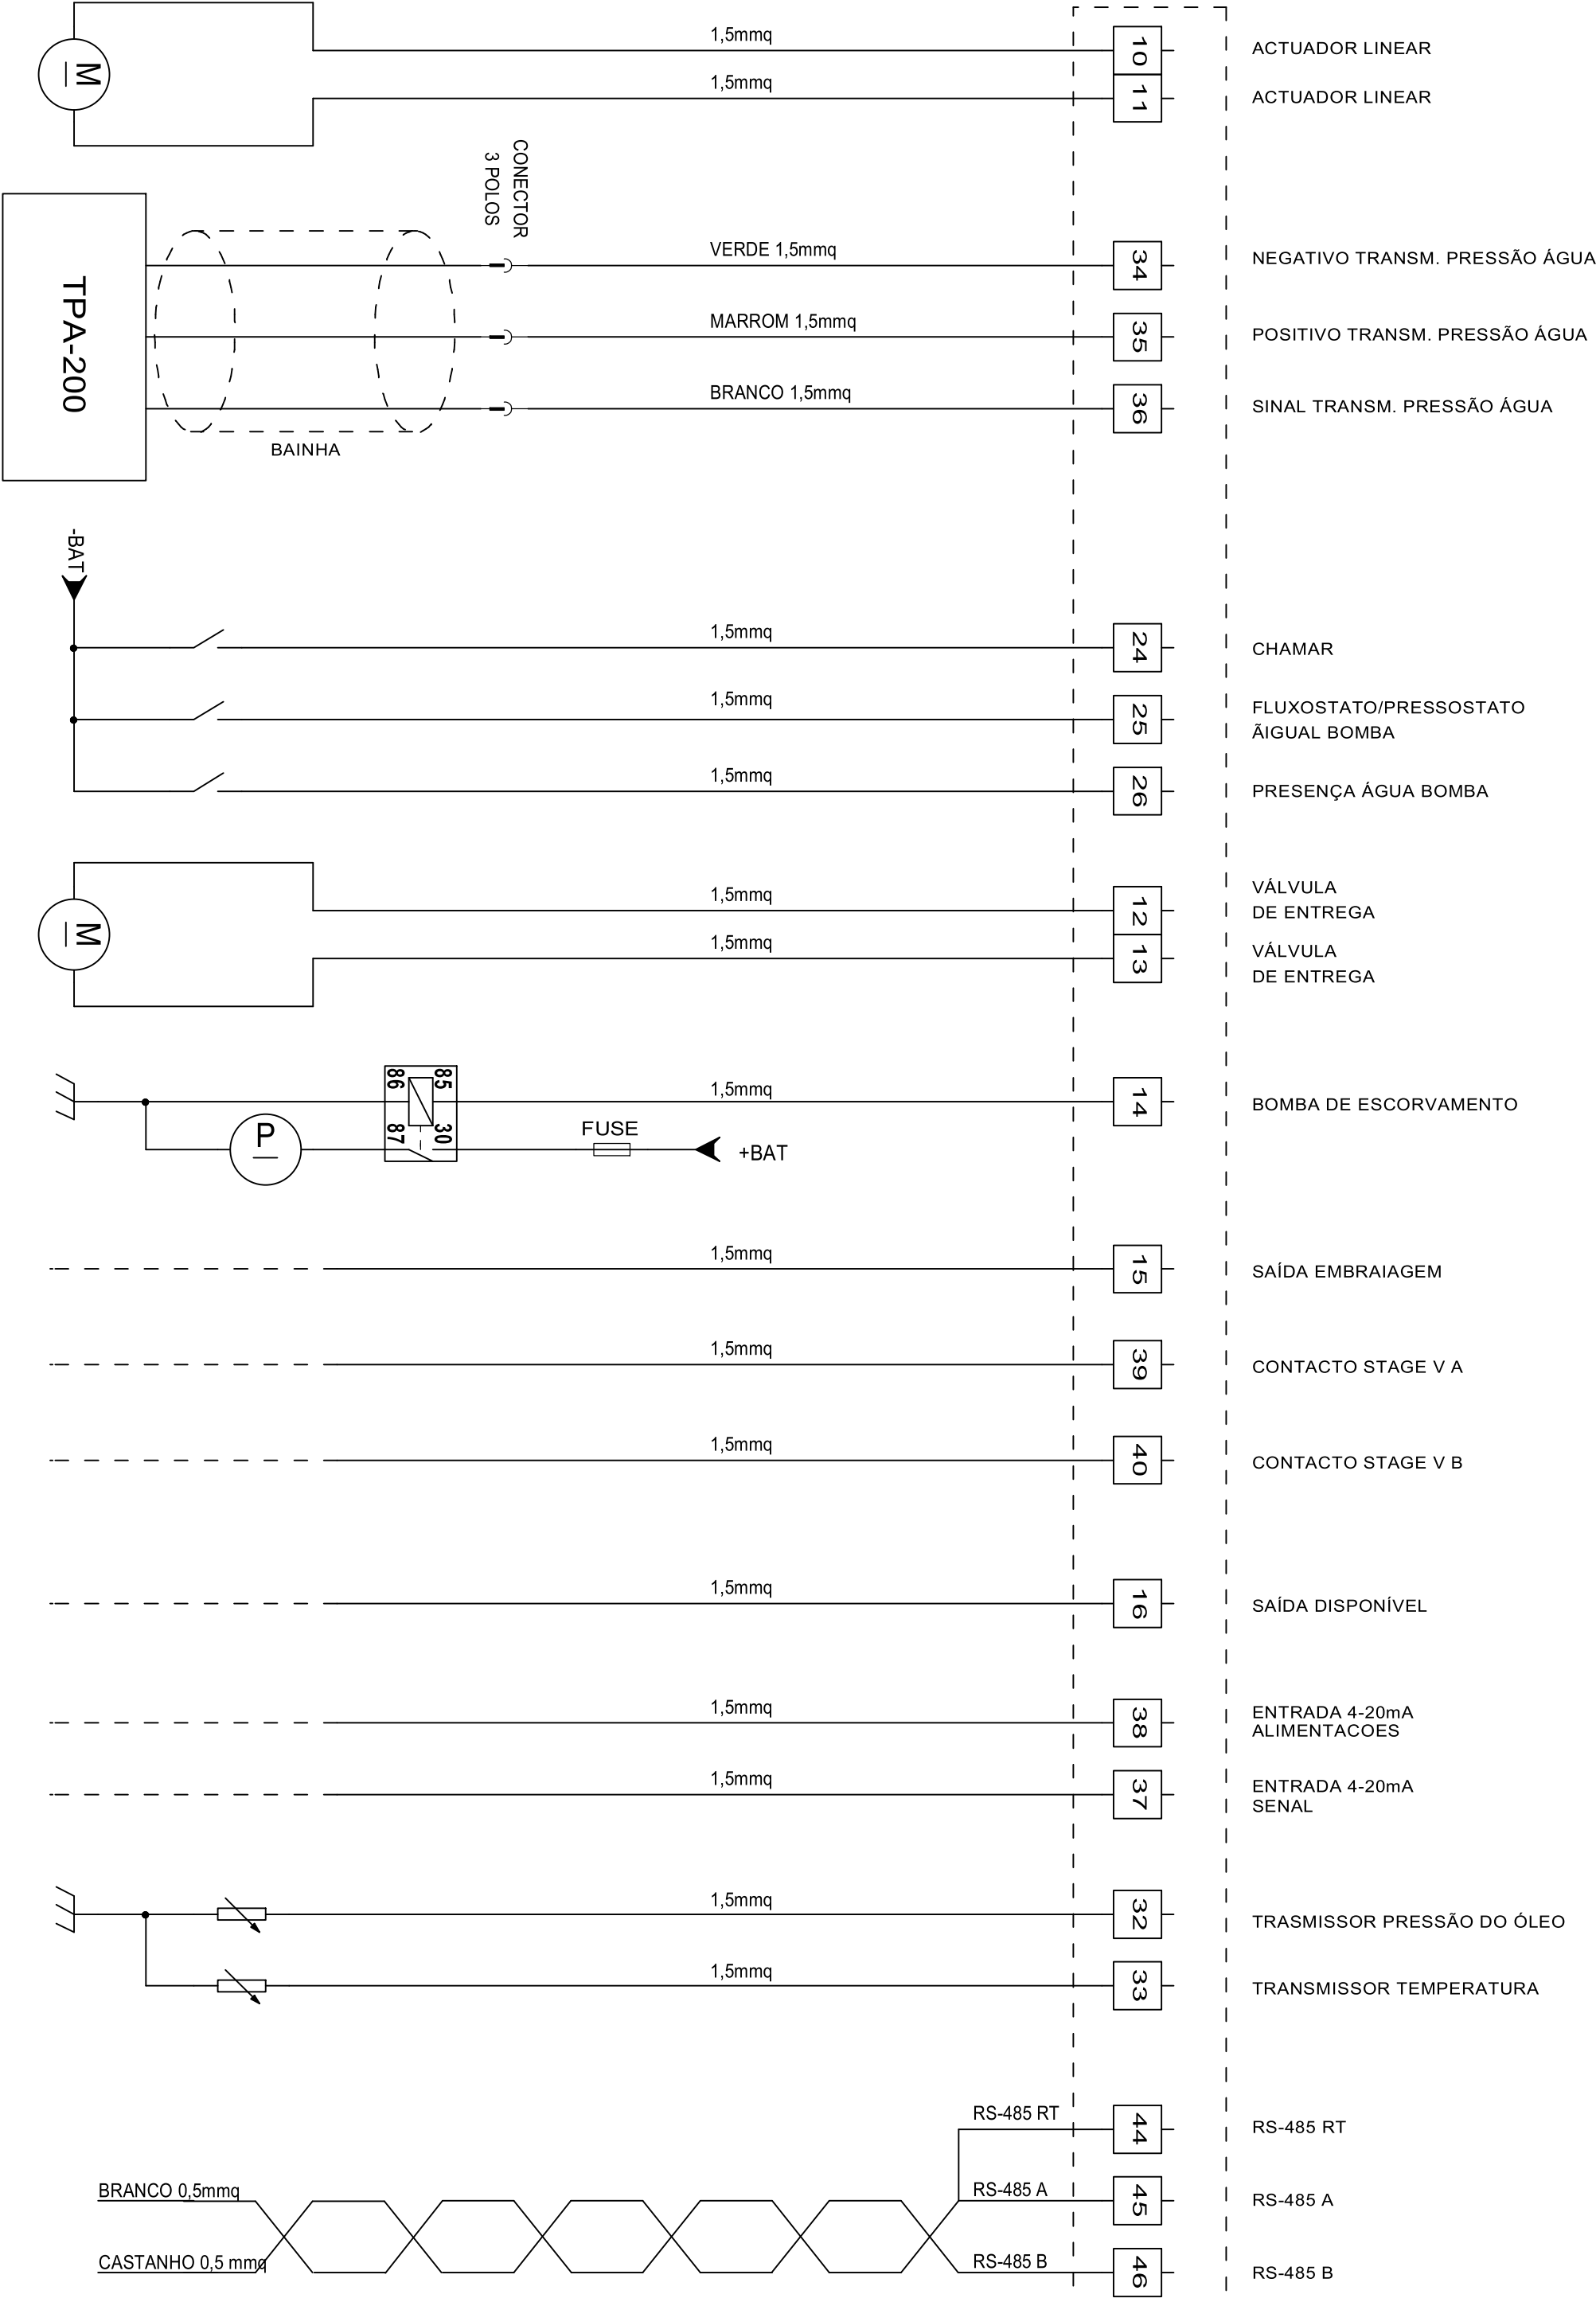 1,5mmq
10
ACTUADOR LINEAR
M
1,5mmq
11
ACTUADOR LINEAR
CONECTOR
3 POLOS
TPA-200
VERDE 1,5mmq
34
NEGATIVO TRANSM. PRESSÃO ÁGUA
MARROM 1,5mmq
35
POSITIVO TRANSM. PRESSÃO ÁGUA
BRANCO 1,5mmq
36
SINAL TRANSM. PRESSÃO ÁGUA
BAINHA
-BAT
1,5mmq
24
CHAMAR
1,5mmq
25
FLUXOSTATO/PRESSOSTATO
ÃIGUAL BOMBA
1,5mmq
26
PRESENÇA ÁGUA BOMBA
M
1,5mmq
12
VÁLVULA
DE ENTREGA
1,5mmq
13
VÁLVULA
DE ENTREGA
86 85
1,5mmq
14
BOMBA DE ESCORVAMENTO
P
87 30
FUSE
+BAT
1,5mmq
15
SAÍDA EMBRAIAGEM
1,5mmq
39
CONTACTO STAGE V A
1,5mmq
40
CONTACTO STAGE V B
1,5mmq
16
SAÍDA DISPONÍVEL
1,5mmq
38
ENTRADA 4-20mA
ALIMENTACOES
1,5mmq
37
ENTRADA 4-20mA
SENAL
1,5mmq
32
TRASMISSOR PRESSÃO DO ÓLEO
1,5mmq
33
TRANSMISSOR TEMPERATURA
RS-485 RT
44
RS-485 RT
BRANCO 0,5mmq
RS-485 A
45
RS-485 A
CASTANHO 0,5 mmq
RS-485 B
46
RS-485 B